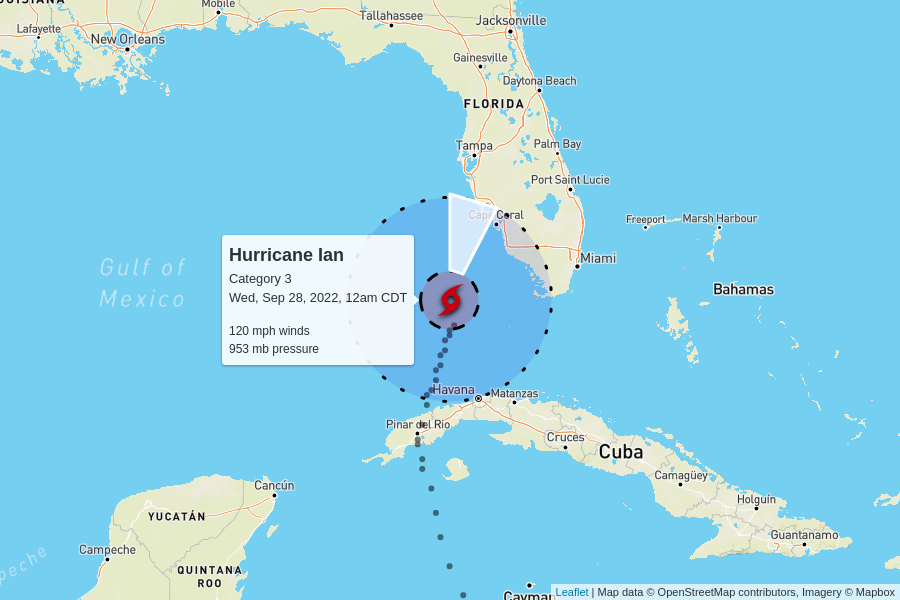 UISIANA
Mobile
Tallahassee
Jacksonville
Lafayette
New Orleans
Gainesville
Daytona Beach
FLORIDA
Tampa
Palm Bay
Port Saint Lucie
Cape Coral
Freeport
Marsh Harbour
Miami
Gulf of
Mexico
Bahamas
Hurricane Ian
Category 3
Wed, Sep 28, 2022, 12am CDT
120 mph winds
953 mb pressure
Havana
Matanzas
Pinar del Rio
Cruces
Cuba
Camagüey
Cancún
Holguín
YUCATÁN
Guantanamo
Campeche
peche
QUINTANA
ROO
Cayman
Leaflet | Map data © OpenStreetMap contributors, Imagery © Mapbox